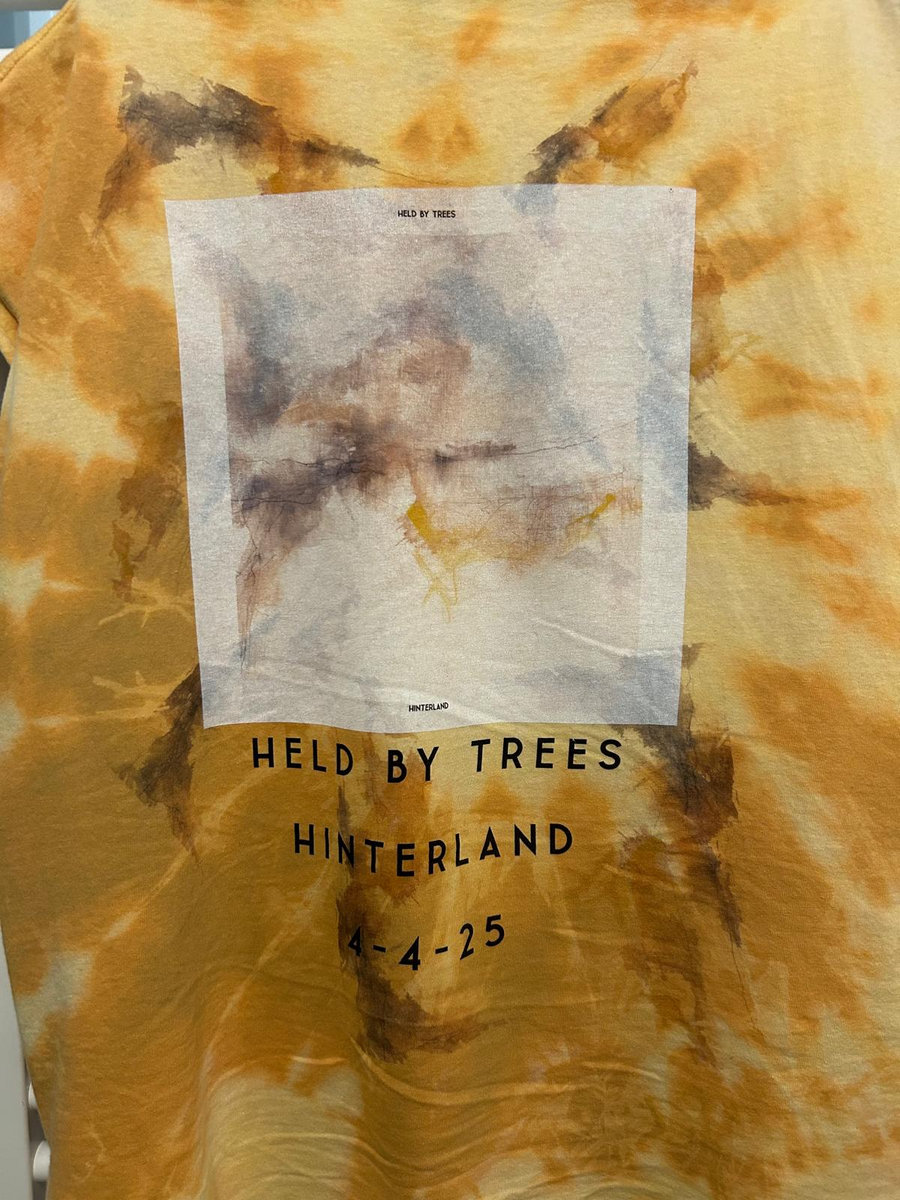 HELD BY TREES
HINTERLAND
HELD BY TREES
HINTERLAND
4-4-25